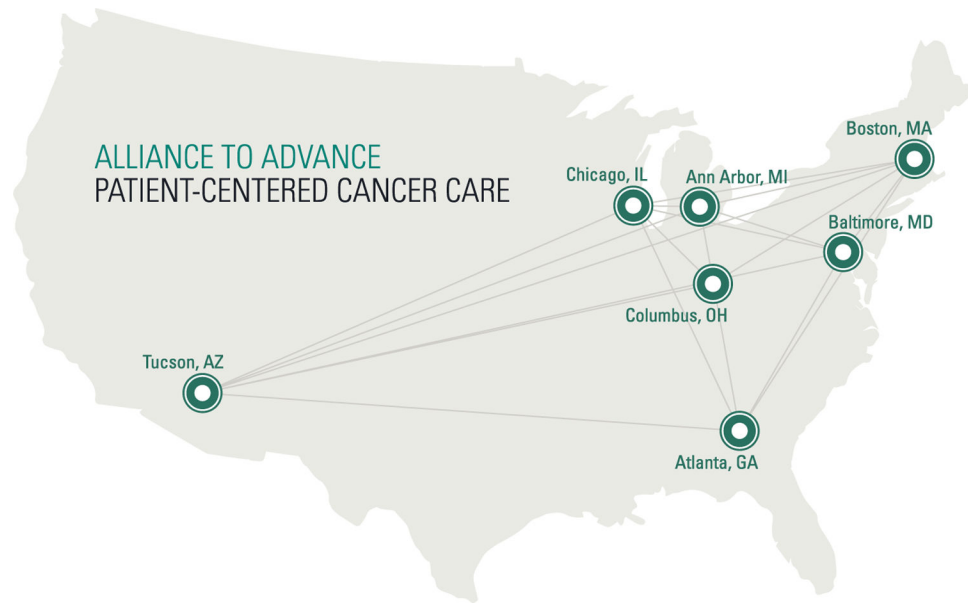 ALLIANCE TO ADVANCE
PATIENT-CENTERED CANCER CARE
Boston, MA
Chicago, IL
Ann Arbor, MI
Baltimore, MD
Columbus, OH
Tucson, AZ
Atlanta, GA